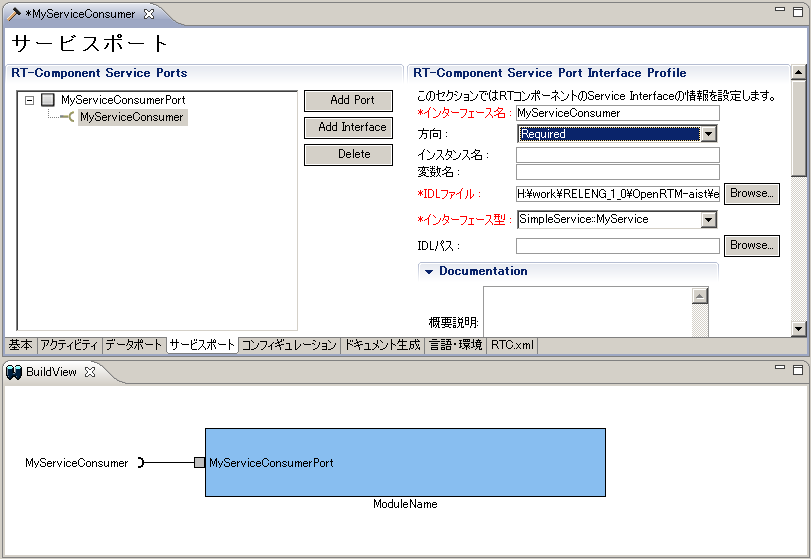 *MyServiceConsumer
サービスポート
RT-Component Service Ports
MyServiceConsumerPort
MyServiceConsumer
Add Port
Add Interface
Delete
RT-Component Service Port Interface Profile
このセクションではRTコンポーネントのService Interfaceの情報を設定します。
*インターフェース名: MyServiceConsumer
方向: Required
インスタンス名:
変数名:
*IDLファイル: H:¥work¥RELENG_1_0¥OpenRTM-aist¥e Browse...
*インターフェース型: SimpleService::MyService
IDLパス: Browse...
Documentation
概要説明:
基本 アクティビティ データポート サービスポート コンフィギュレーション ドキュメント生成 言語・環境 RTC.xml
BuildView
MyServiceConsumer MyServiceConsumerPort
ModuleName